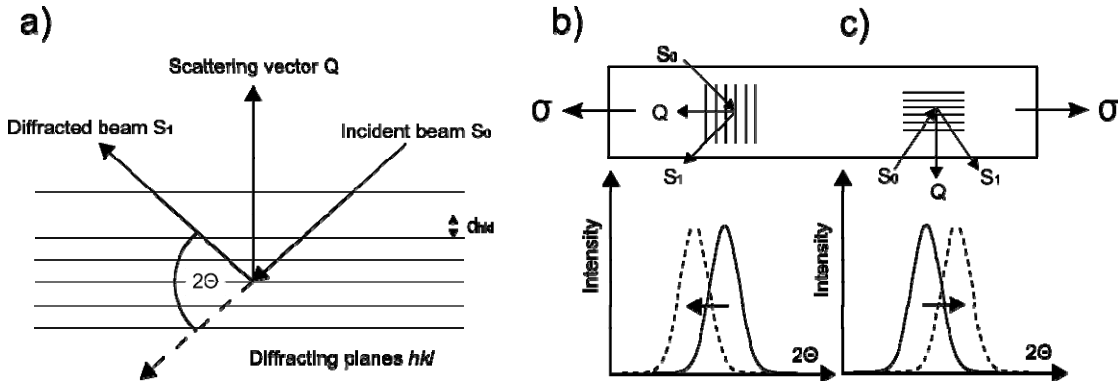 a)
Scattering vector Q
Diffracted beam S1
Incident beam S0
dhkl
2Θ
Diffracting planes hkl
b)
c)
S0
σ
Q
S1
S0
Q
S1
σ
Intensity
2Θ
Intensity
2Θ